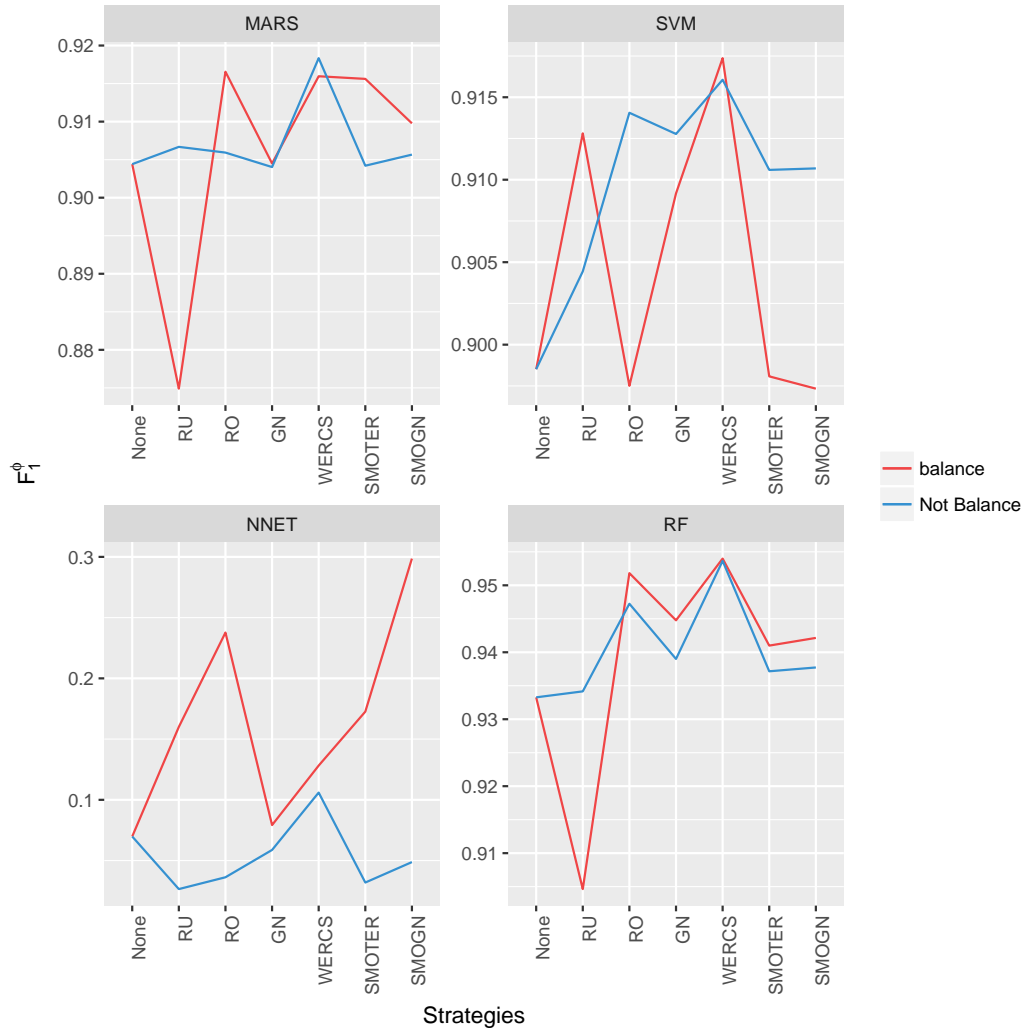 MARS
0.92
0.91
0.90
0.89
0.88
None
RU
RO
GN
WERCS
SMOTER
SMOGN
SVM
0.915
0.910
0.905
0.900
None
RU
RO
GN
WERCS
SMOTER
SMOGN
F₁^ϕ
NNET
0.3
0.2
0.1
None
RU
RO
GN
WERCS
SMOTER
SMOGN
RF
0.95
0.94
0.93
0.92
0.91
None
RU
RO
GN
WERCS
SMOTER
SMOGN
Strategies
balance
Not Balance